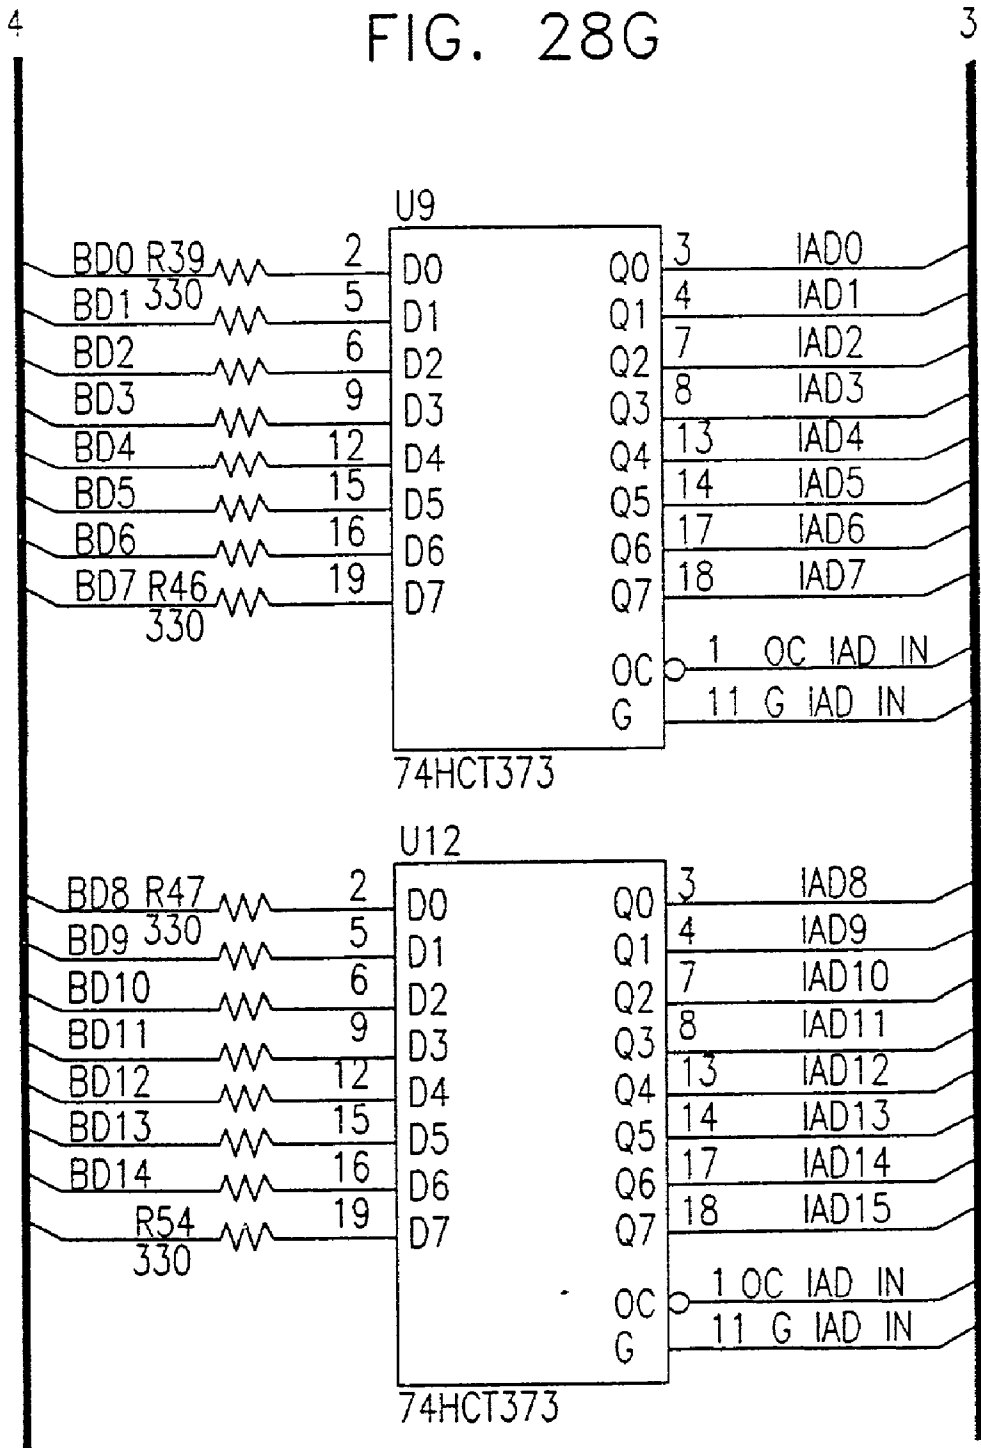 4 FIG. 28G 3
U9
BD0 R39 2 D0 Q0 3 IAD0
330
BD1 5 D1 Q1 4 IAD1
BD2 6 D2 Q2 7 IAD2
BD3 9 D3 Q3 8 IAD3
BD4 12 D4 Q4 13 IAD4
BD5 15 D5 Q5 14 IAD5
BD6 16 D6 Q6 17 IAD6
BD7 R46 19 D7 Q7 18 IAD7
330
OC 1 OC IAD IN
G 11 G IAD IN
74HCT373
U12
BD8 R47 2 D0 Q0 3 IAD8
330
BD9 5 D1 Q1 4 IAD9
BD10 6 D2 Q2 7 IAD10
BD11 9 D3 Q3 8 IAD11
BD12 12 D4 Q4 13 IAD12
BD13 15 D5 Q5 14 IAD13
BD14 16 D6 Q6 17 IAD14
R54 19 D7 Q7 18 IAD15
330
OC 1 OC IAD IN
G 11 G IAD IN
74HCT373